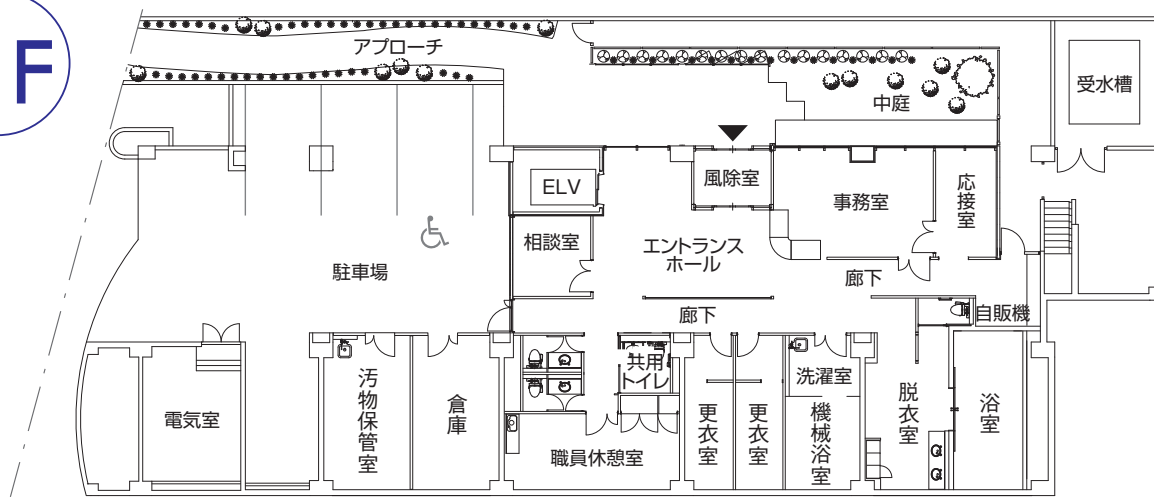 F
アプローチ
中庭
受水槽
ELV
風除室
事務室
応接室
相談室
エントランス
ホール
駐車場
廊下
廊下
自販機
電気室
汚物保管室
倉庫
共用
トイレ
職員休憩室
更衣室
更衣室
洗濯室
機械浴室
脱衣室
浴室